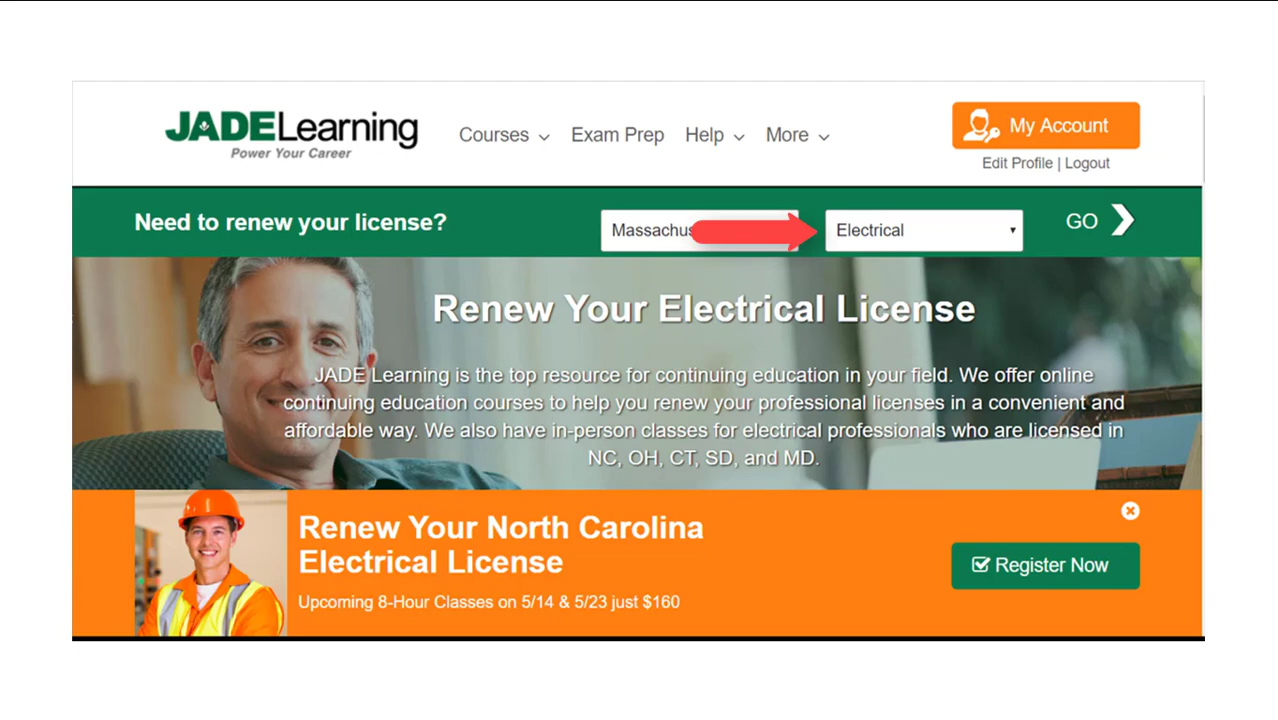 JADELearning
Power Your Career
Courses
Exam Prep
Help
More
My Account
Edit Profile | Logout
Need to renew your license?
Electrical
GO
Renew Your Electrical License
JADE Learning is the top resource for continuing education in your field. We offer online
continuing education courses to help you renew your professional licenses in a convenient and
affordable way. We also have in-person classes for electrical professionals who are licensed in
NC, OH, CT, SD, and MD.
Renew Your North Carolina
Electrical License
Upcoming 8-Hour Classes on 5/14 & 5/23 just $160
Register Now